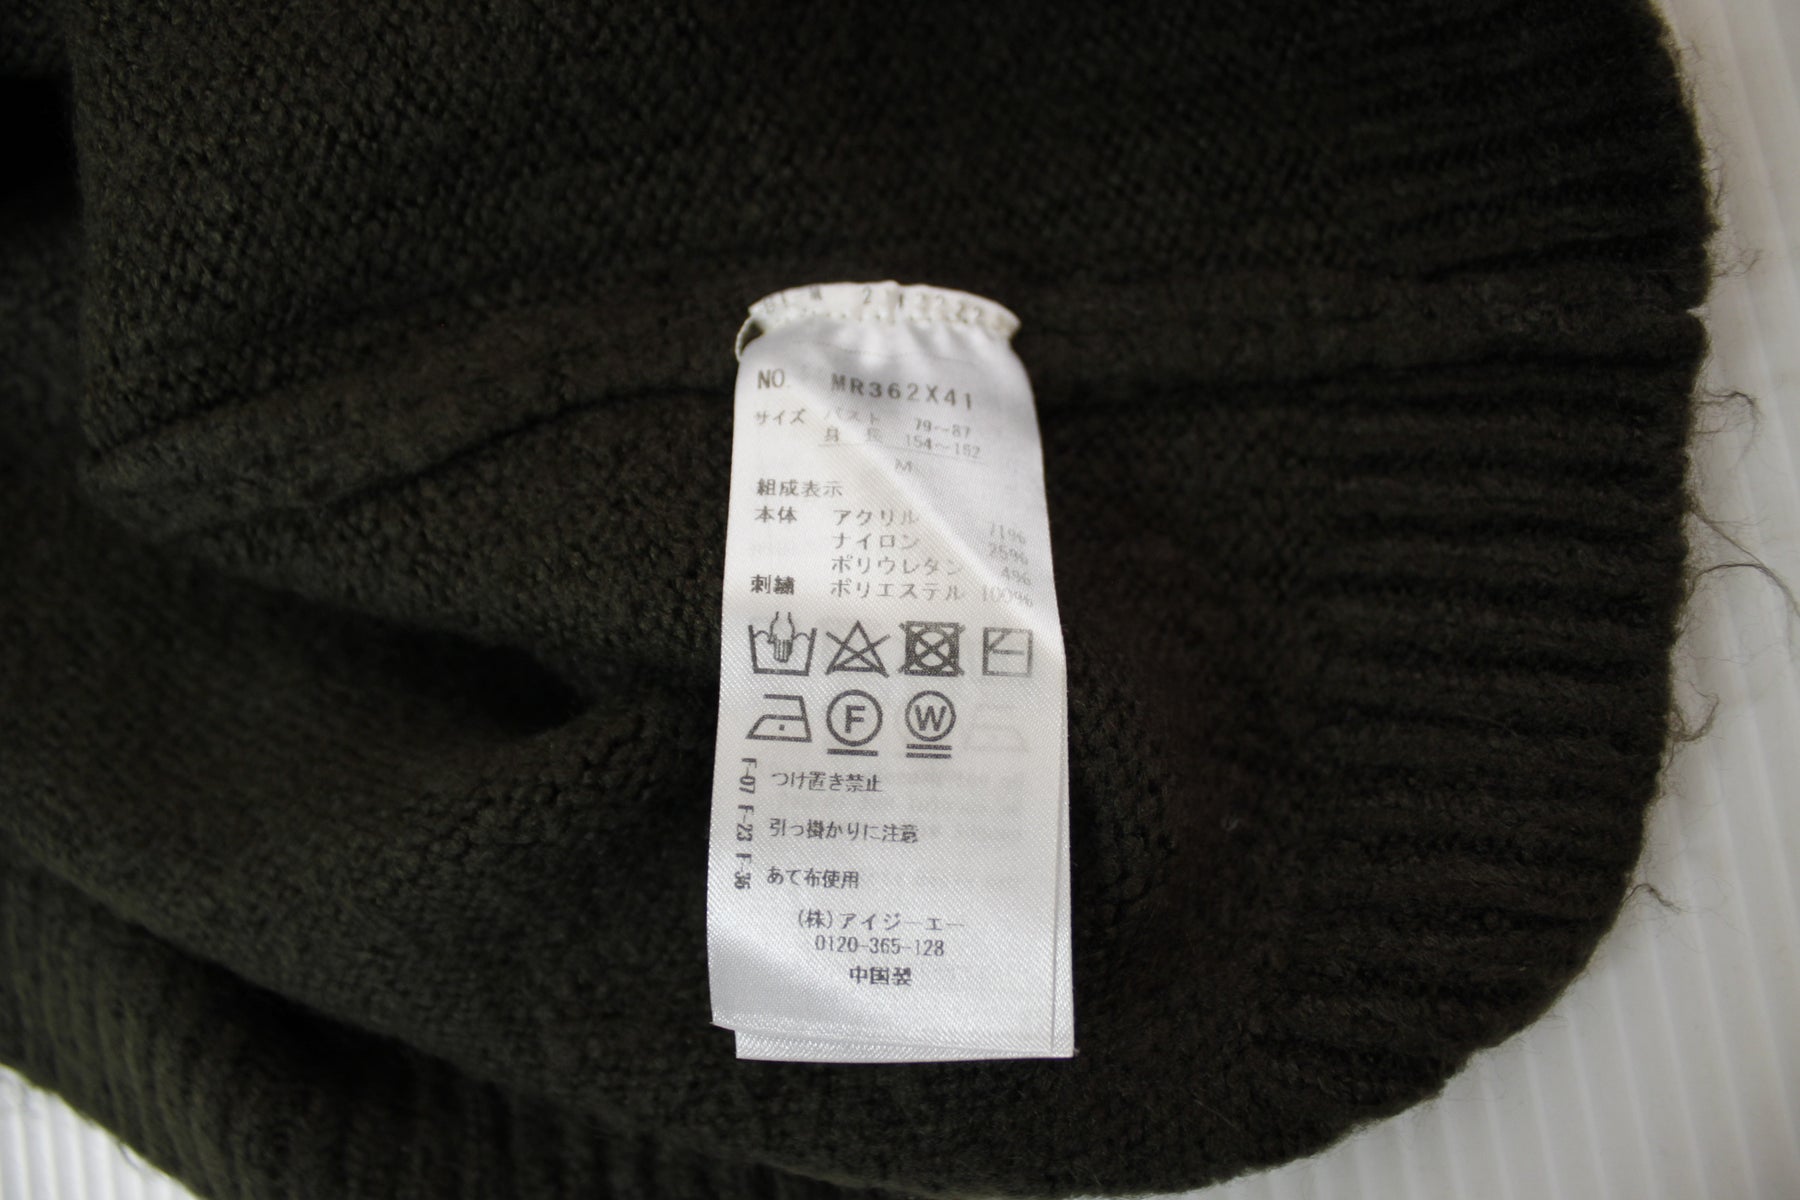 NO. MR362X41
サイズ バスト 79～87
身 長 154～162
M
組成表示
本体 アクリル 71%
ナイロン 25%
ポリウレタン 4%
刺繍 ポリエステル 100%
F
W
F-07 つけ置き禁止
F-23 引っ掛かりに注意
F-36 あて布使用
(株)アイジーエー
0120-365-128
中国製